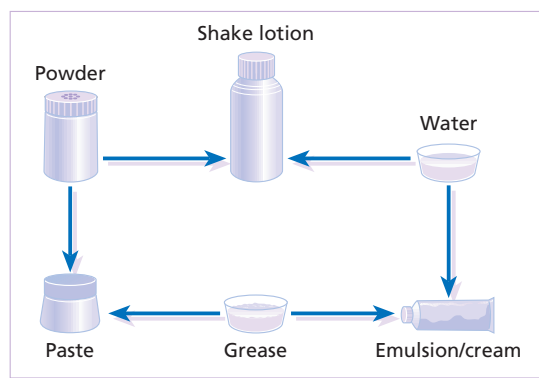 Shake lotion
Powder
Water
Paste
Grease
Emulsion/cream